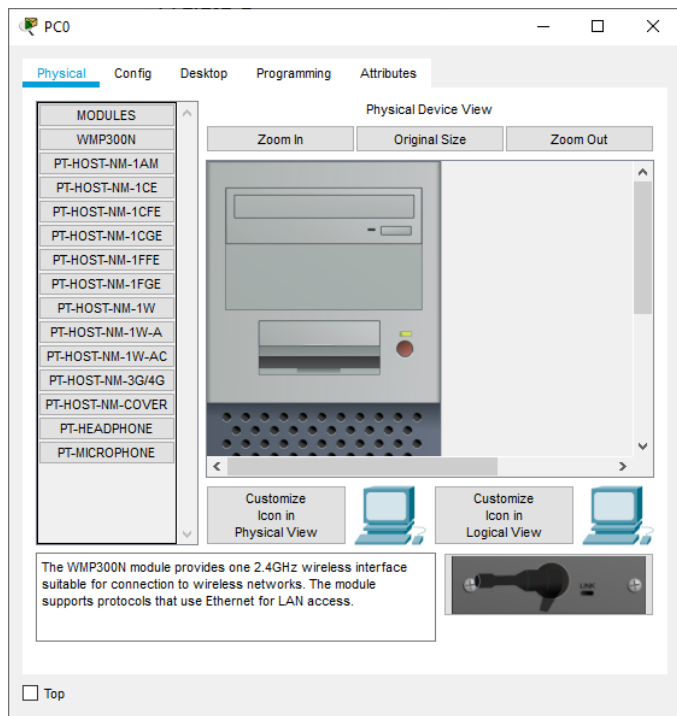 PC0
Physical Config Desktop Programming Attributes
MODULES
WMP300N
PT-HOST-NM-1AM
PT-HOST-NM-1CE
PT-HOST-NM-1CFE
PT-HOST-NM-1CGE
PT-HOST-NM-1FFE
PT-HOST-NM-1FGE
PT-HOST-NM-1W
PT-HOST-NM-1W-A
PT-HOST-NM-1W-AC
PT-HOST-NM-3G/4G
PT-HOST-NM-COVER
PT-HEADPHONE
PT-MICROPHONE
Physical Device View
Zoom In Original Size Zoom Out
Customize
Icon in
Physical View
Customize
Icon in
Logical View
The WMP300N module provides one 2.4GHz wireless interface
suitable for connection to wireless networks. The module
supports protocols that use Ethernet for LAN access.
LINK
Top